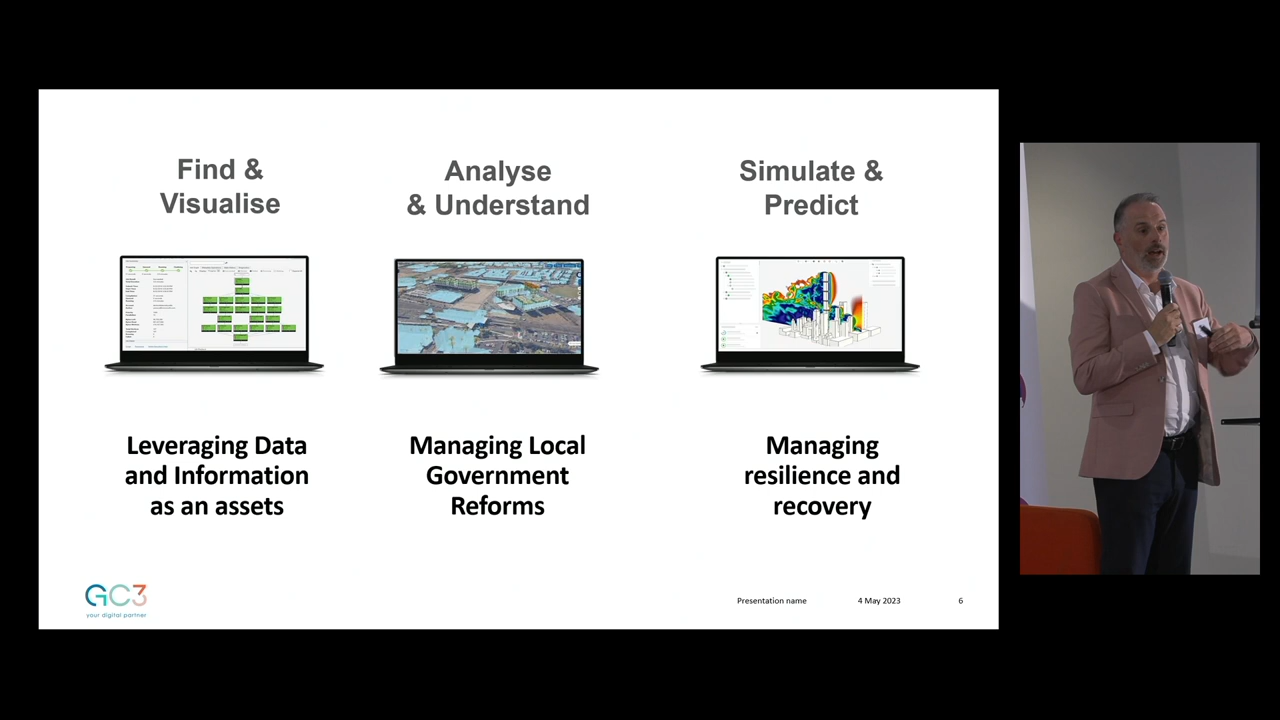 Find &
Visualise
Analyse
& Understand
Simulate &
Predict
Leveraging Data
and Information
as an assets
Managing Local
Government
Reforms
Managing
resilience and
recovery
GC3
your digital partner
Presentation name
4 May 2023
6